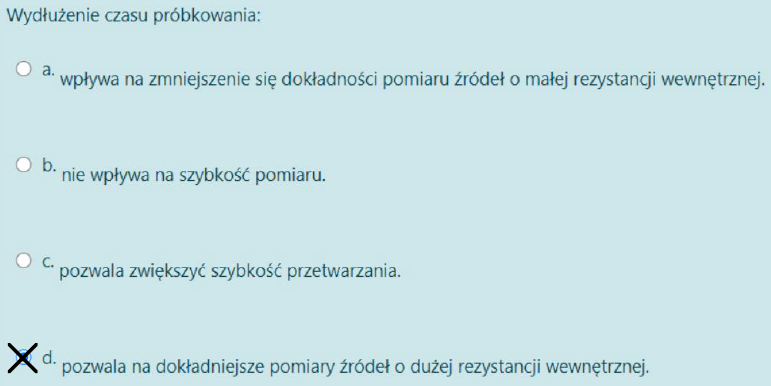 Wydłużenie czasu próbkowania:
a. wpływa na zmniejszenie się dokładności pomiaru źródeł o małej rezystancji wewnętrznej.
b. nie wpływa na szybkość pomiaru.
c. pozwala zwiększyć szybkość przetwarzania.
d. pozwala na dokładniejsze pomiary źródeł o dużej rezystancji wewnętrznej.